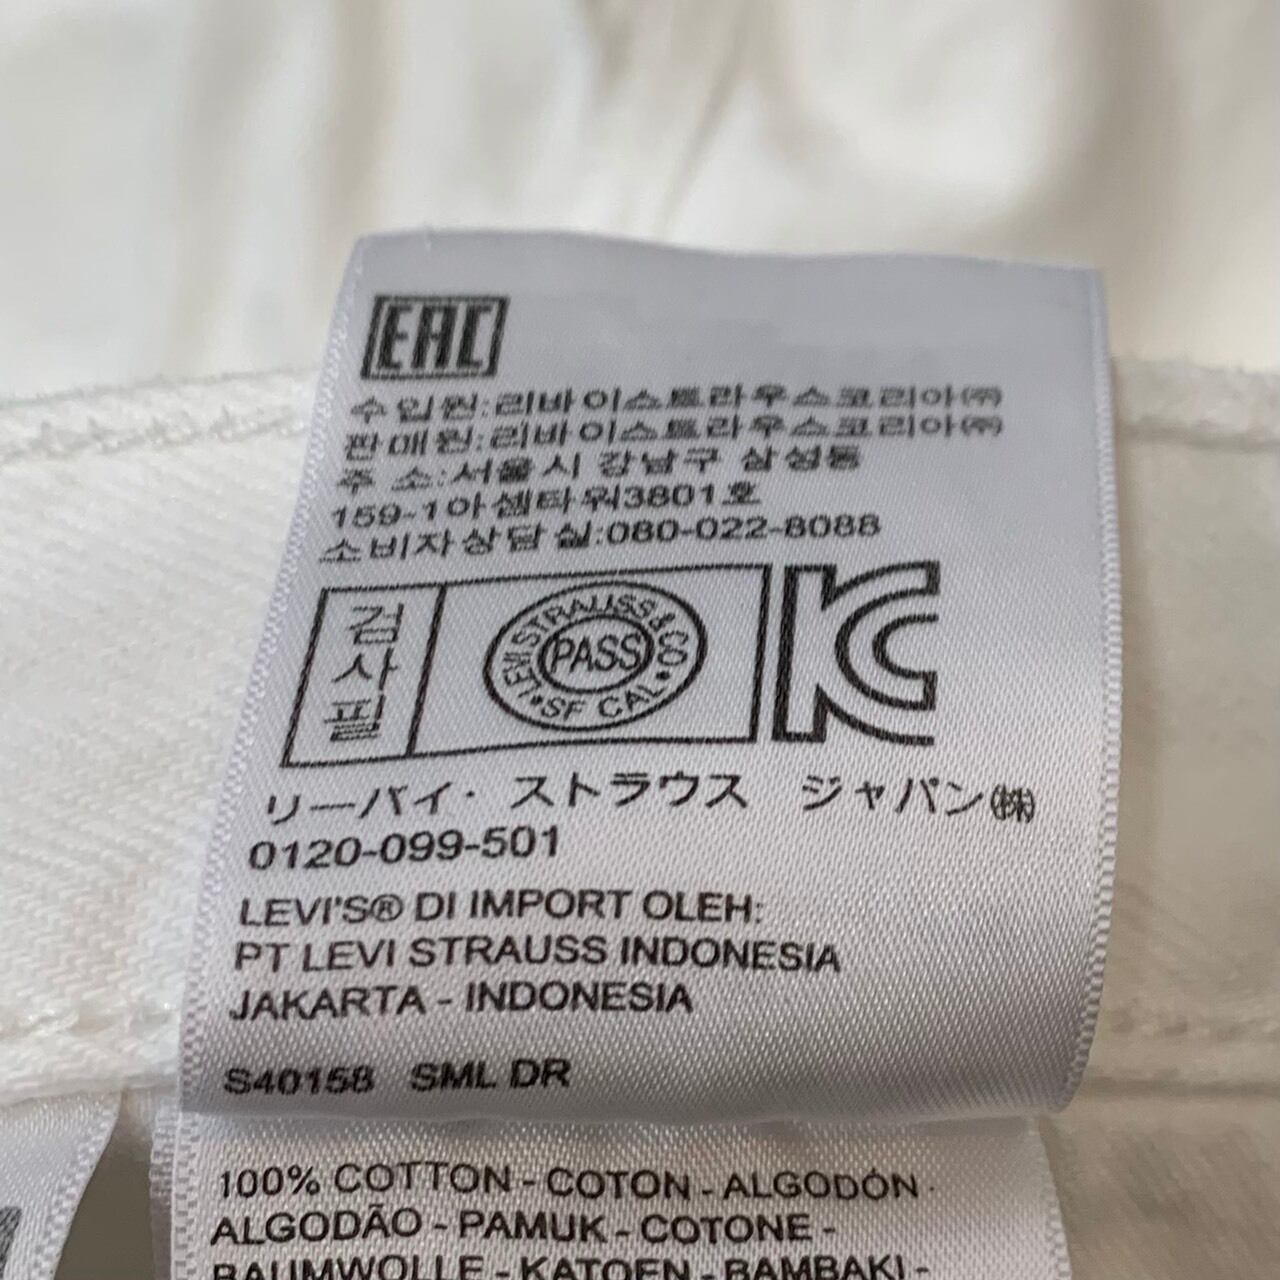 EAC
수입원:리바이스트라우스코리아㈜
판매원:리바이스트라우스코리아㈜
주 소:서울시 강남구 삼성동
159-1아셈타워3801호
소비자상담실:080-022-8088
검사필
LEVI STRAUSS & CO
PASS
SF CAL
KC
リーバイ・ストラウス ジャパン㈱
0120-099-501
LEVI'S® DI IMPORT OLEH:
PT LEVI STRAUSS INDONESIA
JAKARTA - INDONESIA
S40158 SML DR
100% COTTON - COTON - ALGODÓN -
ALGODÃO - PAMUK - COTONE -
BAUMWOLLE - KATOEN - BAMBAKI -